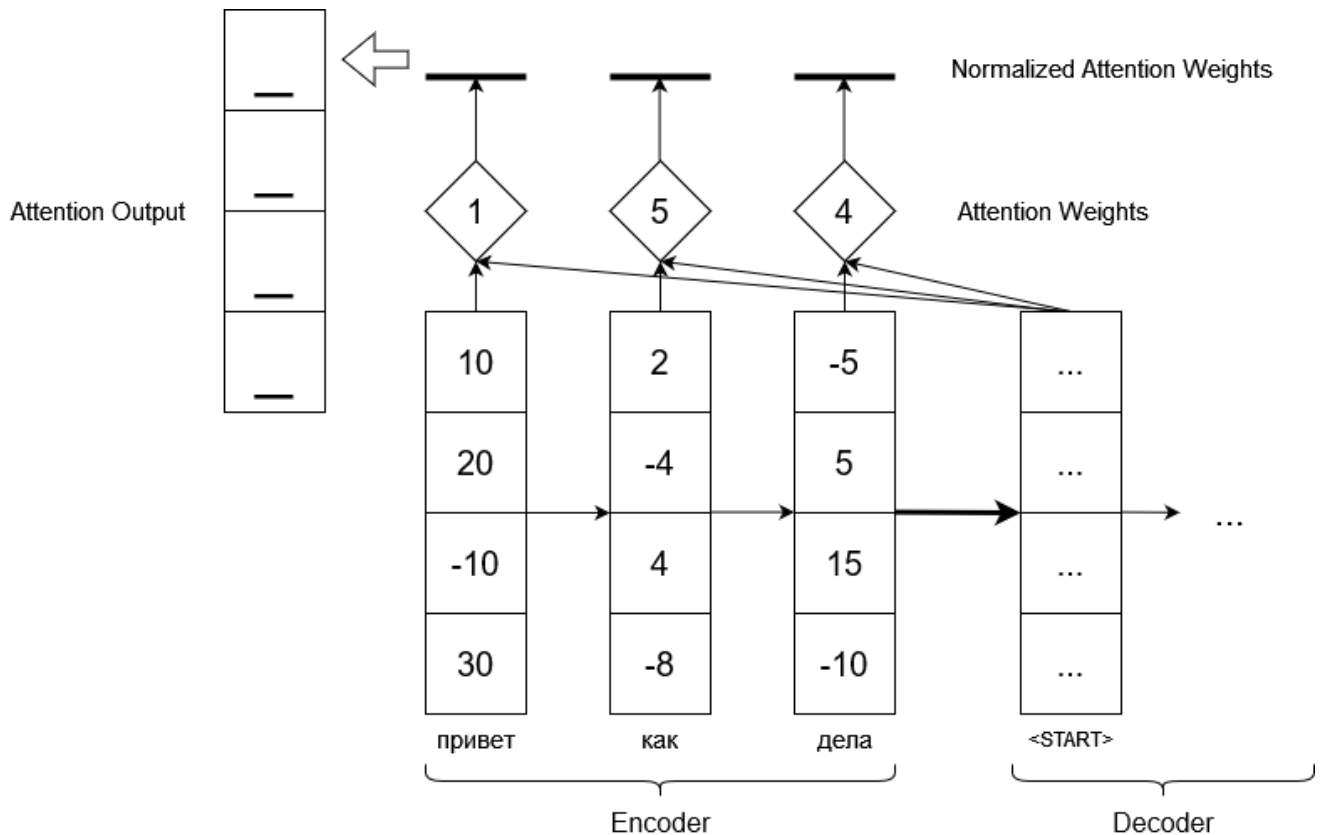 Normalized Attention Weights
Attention Output
1 5 4
Attention Weights
10 2 -5 ...
20 -4 5 ...
-10 4 15 ... ...
30 -8 -10 ...
привет как дела <START>
Encoder Decoder